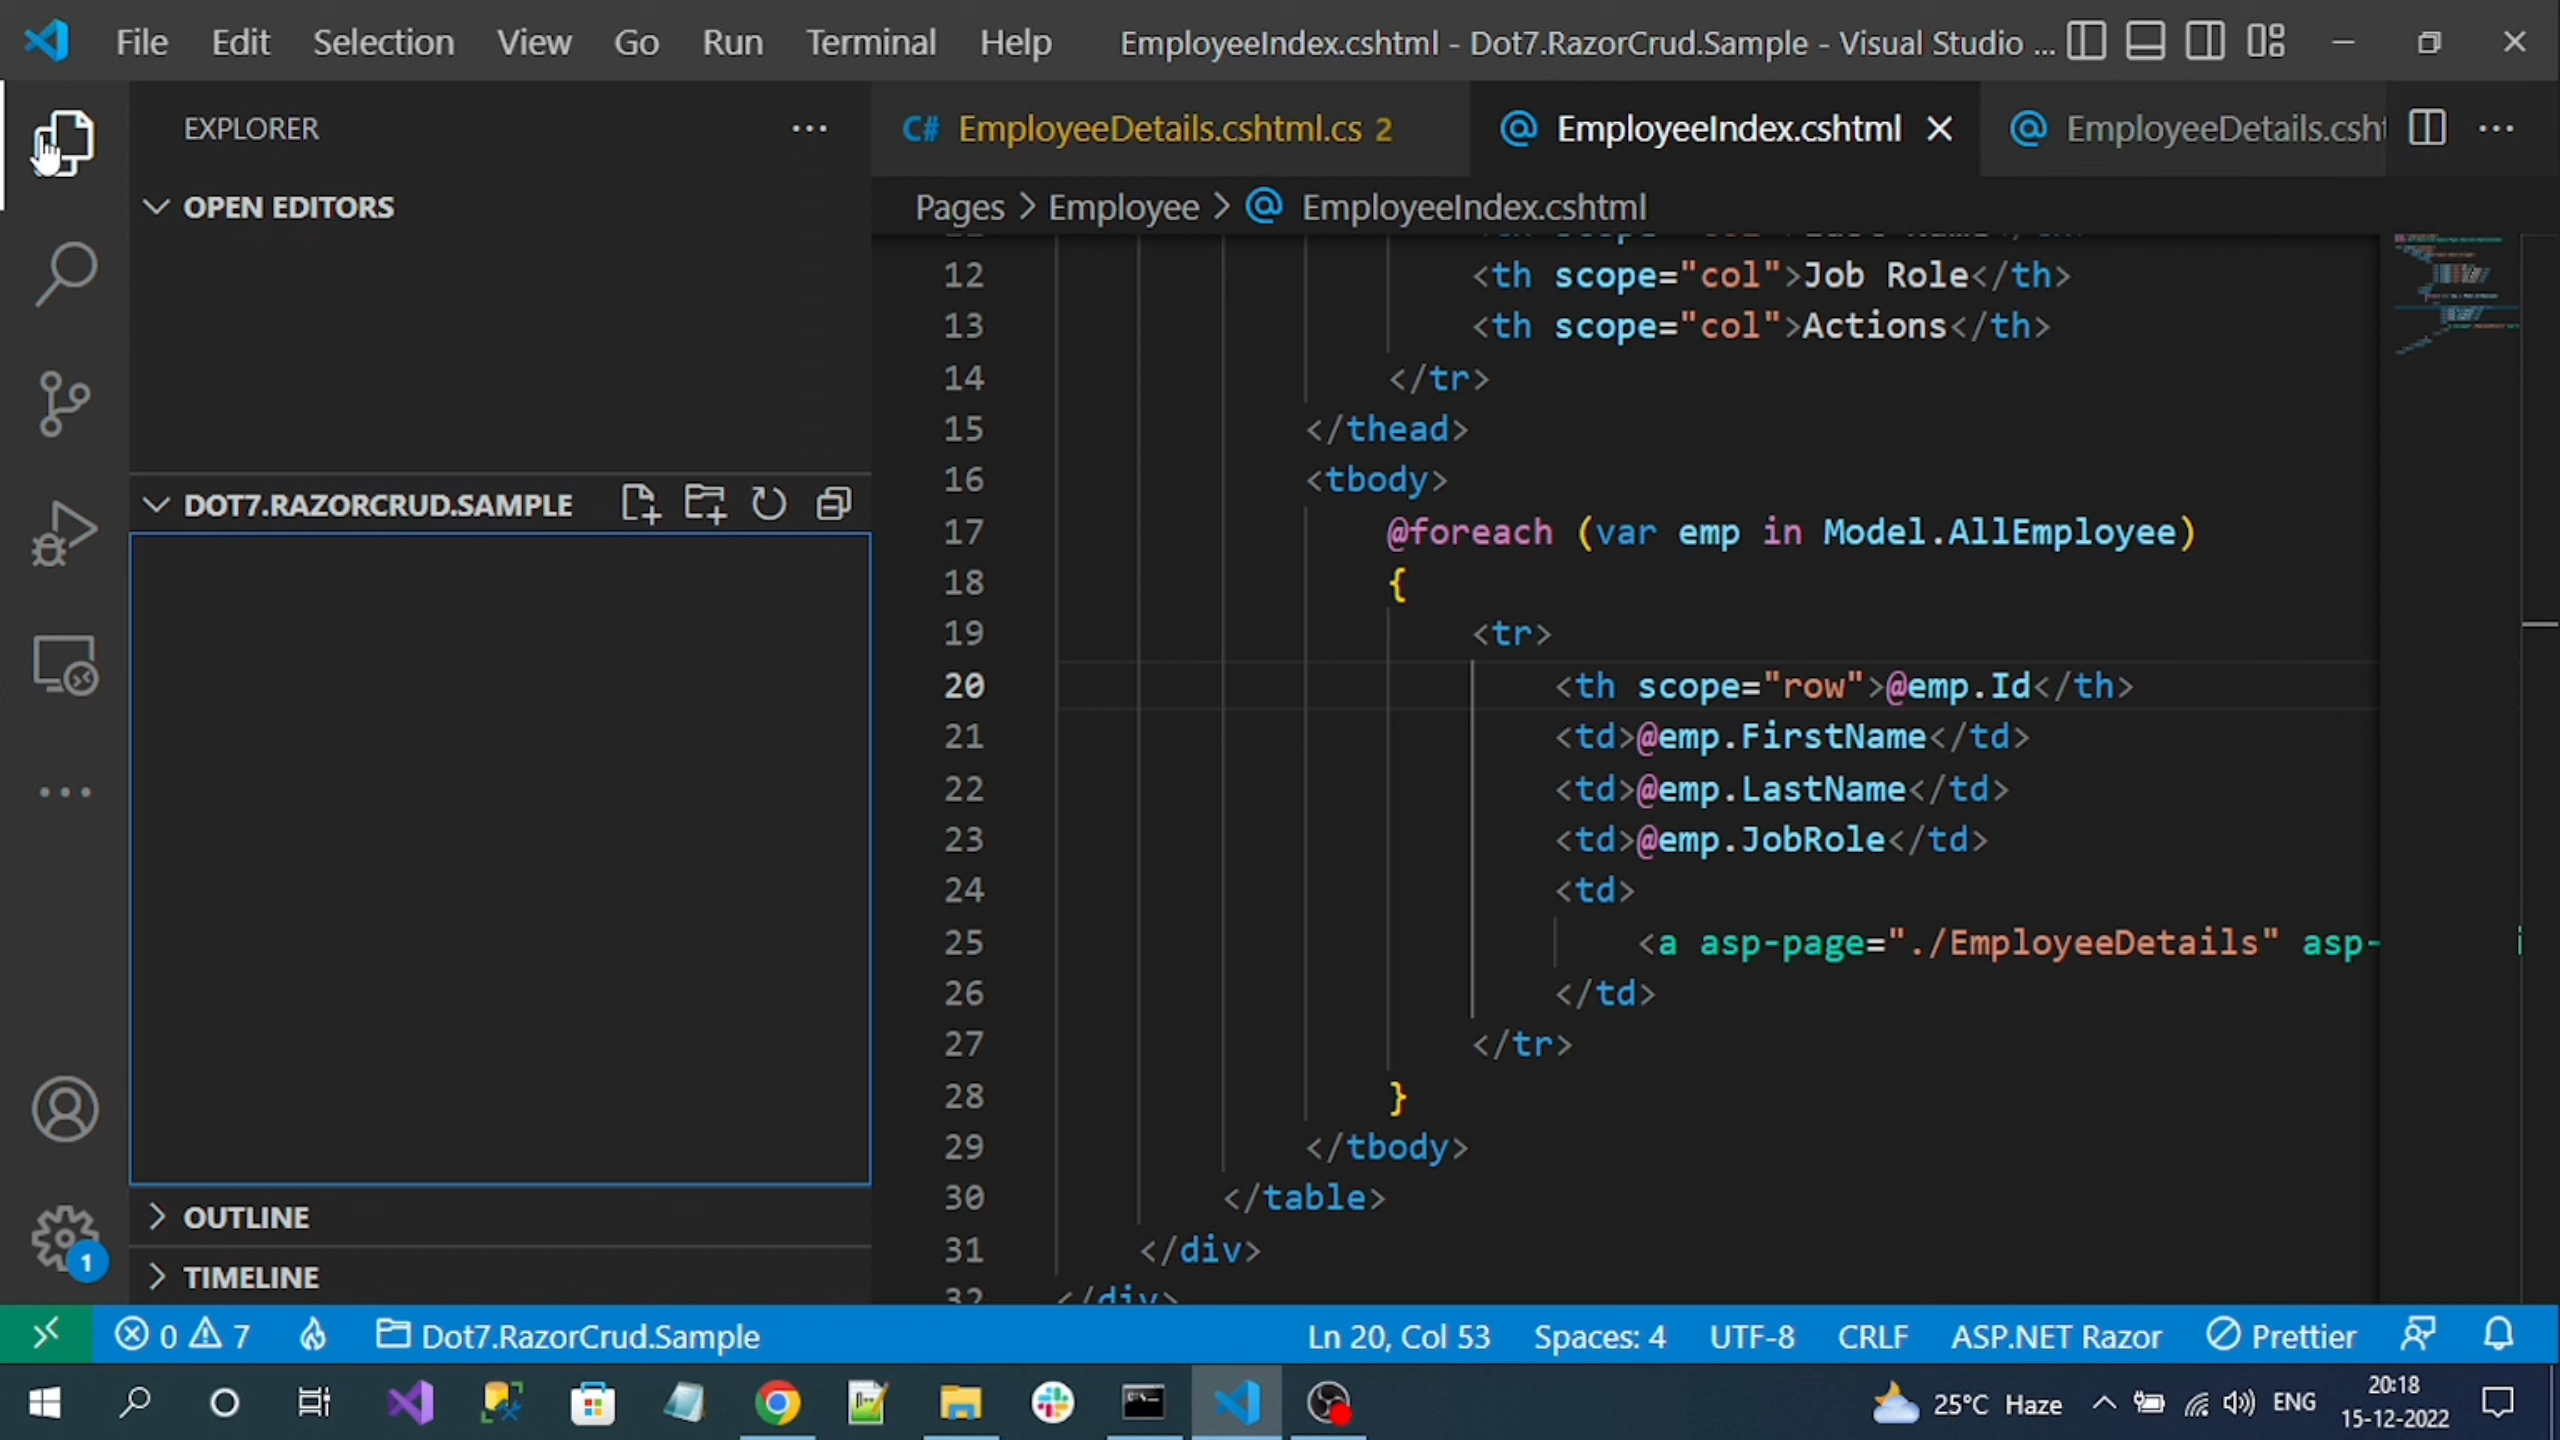 File Edit Selection View Go Run Terminal Help EmployeeIndex.cshtml - Dot7.RazorCrud.Sample - Visual Studio ...
EXPLORER
OPEN EDITORS
DOT7.RAZORCRUD.SAMPLE
OUTLINE
TIMELINE
C# EmployeeDetails.cshtml.cs 2
@ EmployeeIndex.cshtml
@ EmployeeDetails.csht
Pages > Employee > @ EmployeeIndex.cshtml
12 <th scope="col">Job Role</th>
13 <th scope="col">Actions</th>
14 </tr>
15 </thead>
16 <tbody>
17 @foreach (var emp in Model.AllEmployee)
18 {
19 <tr>
20 <th scope="row">@emp.Id</th>
21 <td>@emp.FirstName</td>
22 <td>@emp.LastName</td>
23 <td>@emp.JobRole</td>
24 <td>
25 <a asp-page="./EmployeeDetails" asp-
26 </td>
27 </tr>
28 }
29 </tbody>
30 </table>
31 </div>
32 </div>
1
0 7 Dot7.RazorCrud.Sample Ln 20, Col 53 Spaces: 4 UTF-8 CRLF ASP.NET Razor Prettier
25°C Haze ENG
20:18
15-12-2022